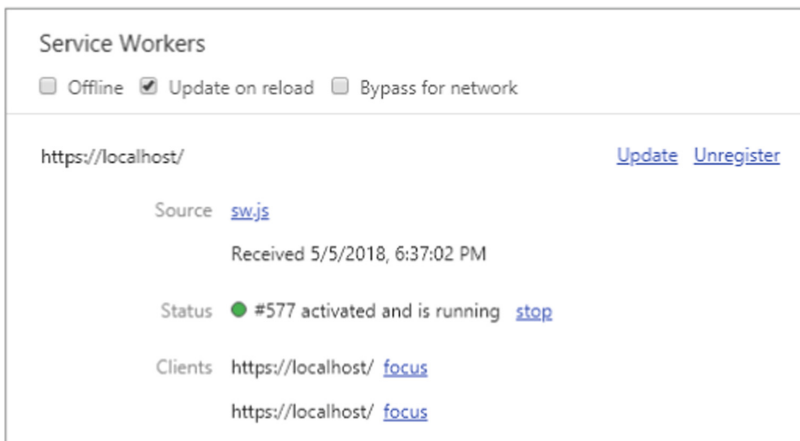 Service Workers
Offline Update on reload Bypass for network
https://localhost/ Update Unregister
Source sw.js
Received 5/5/2018, 6:37:02 PM
Status #577 activated and is running stop
Clients https://localhost/ focus
https://localhost/ focus